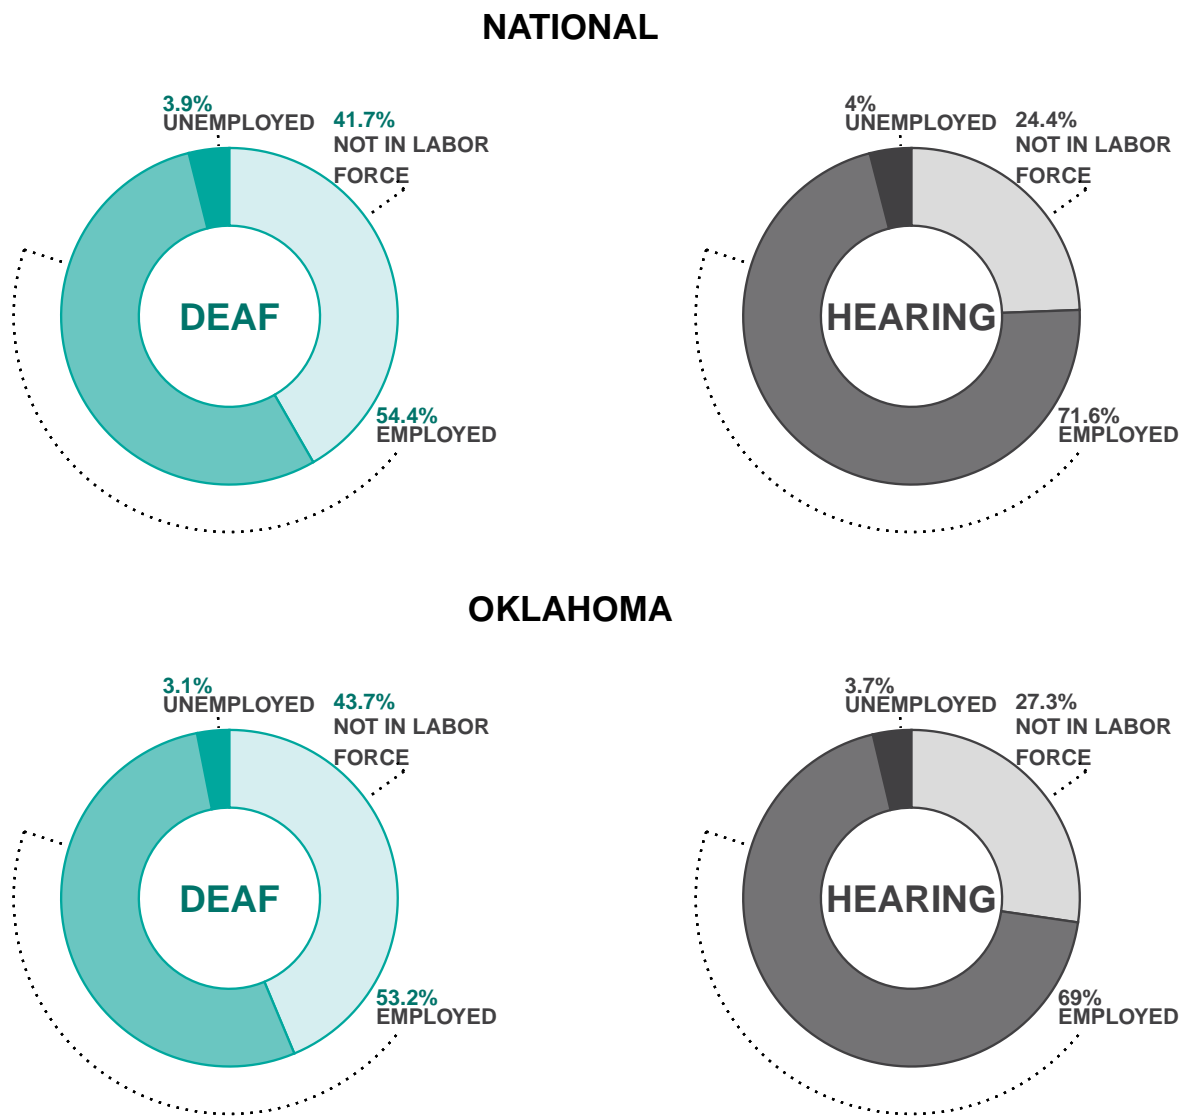 NATIONAL
3.9%
UNEMPLOYED
41.7%
NOT IN LABOR
FORCE
DEAF
54.4%
EMPLOYED
4%
UNEMPLOYED
24.4%
NOT IN LABOR
FORCE
HEARING
71.6%
EMPLOYED
OKLAHOMA
3.1%
UNEMPLOYED
43.7%
NOT IN LABOR
FORCE
DEAF
53.2%
EMPLOYED
3.7%
UNEMPLOYED
27.3%
NOT IN LABOR
FORCE
HEARING
69%
EMPLOYED